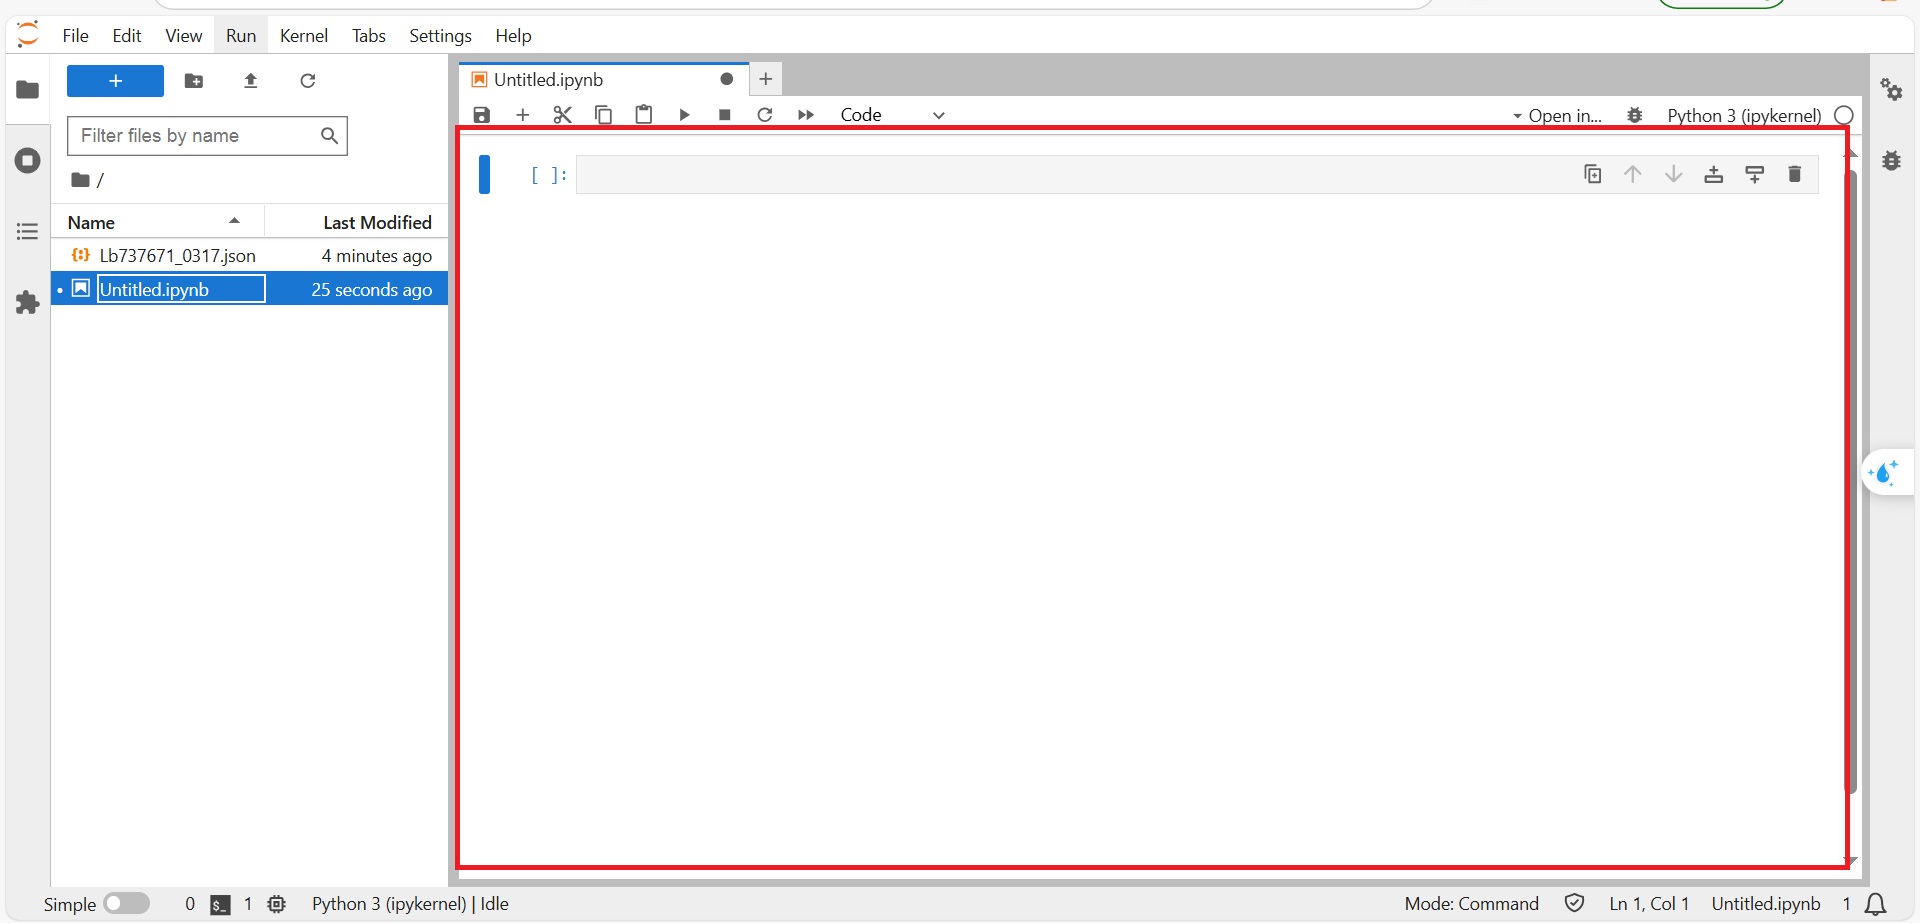 File Edit View Run Kernel Tabs Settings Help
+
Filter files by name
/
Name Last Modified
Lb737671_0317.json 4 minutes ago
Untitled.ipynb 25 seconds ago
Untitled.ipynb
Code Open in... Python 3 (ipykernel)
[ ]:
Simple 0 $_ 1 Python 3 (ipykernel) | Idle Mode: Command Ln 1, Col 1 Untitled.ipynb 1